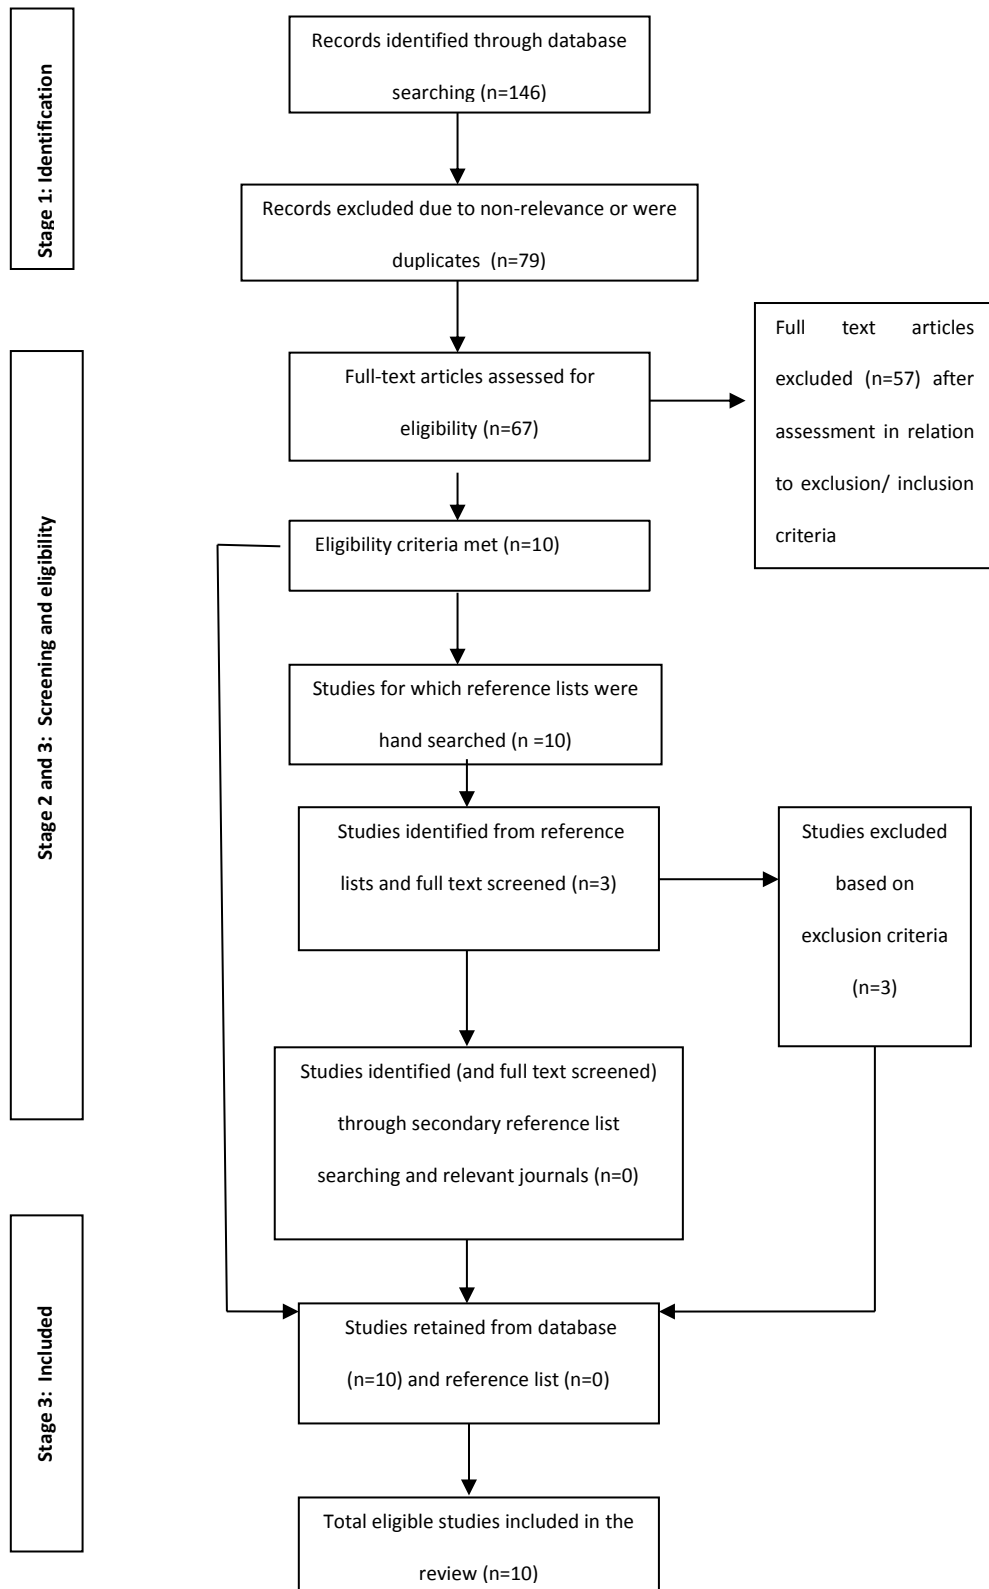 Stage 1: Identification
Records identified through database
searching (n=146)
Records excluded due to non-relevance or were
duplicates (n=79)
Stage 2 and 3: Screening and eligibility
Full-text articles assessed for
eligibility (n=67)
Full text articles
excluded (n=57) after
assessment in relation
to exclusion/ inclusion
criteria
Eligibility criteria met (n=10)
Studies for which reference lists were
hand searched (n =10)
Studies identified from reference
lists and full text screened (n=3)
Studies excluded
based on
exclusion criteria
(n=3)
Studies identified (and full text screened)
through secondary reference list
searching and relevant journals (n=0)
Stage 3: Included
Studies retained from database
(n=10) and reference list (n=0)
Total eligible studies included in the
review (n=10)